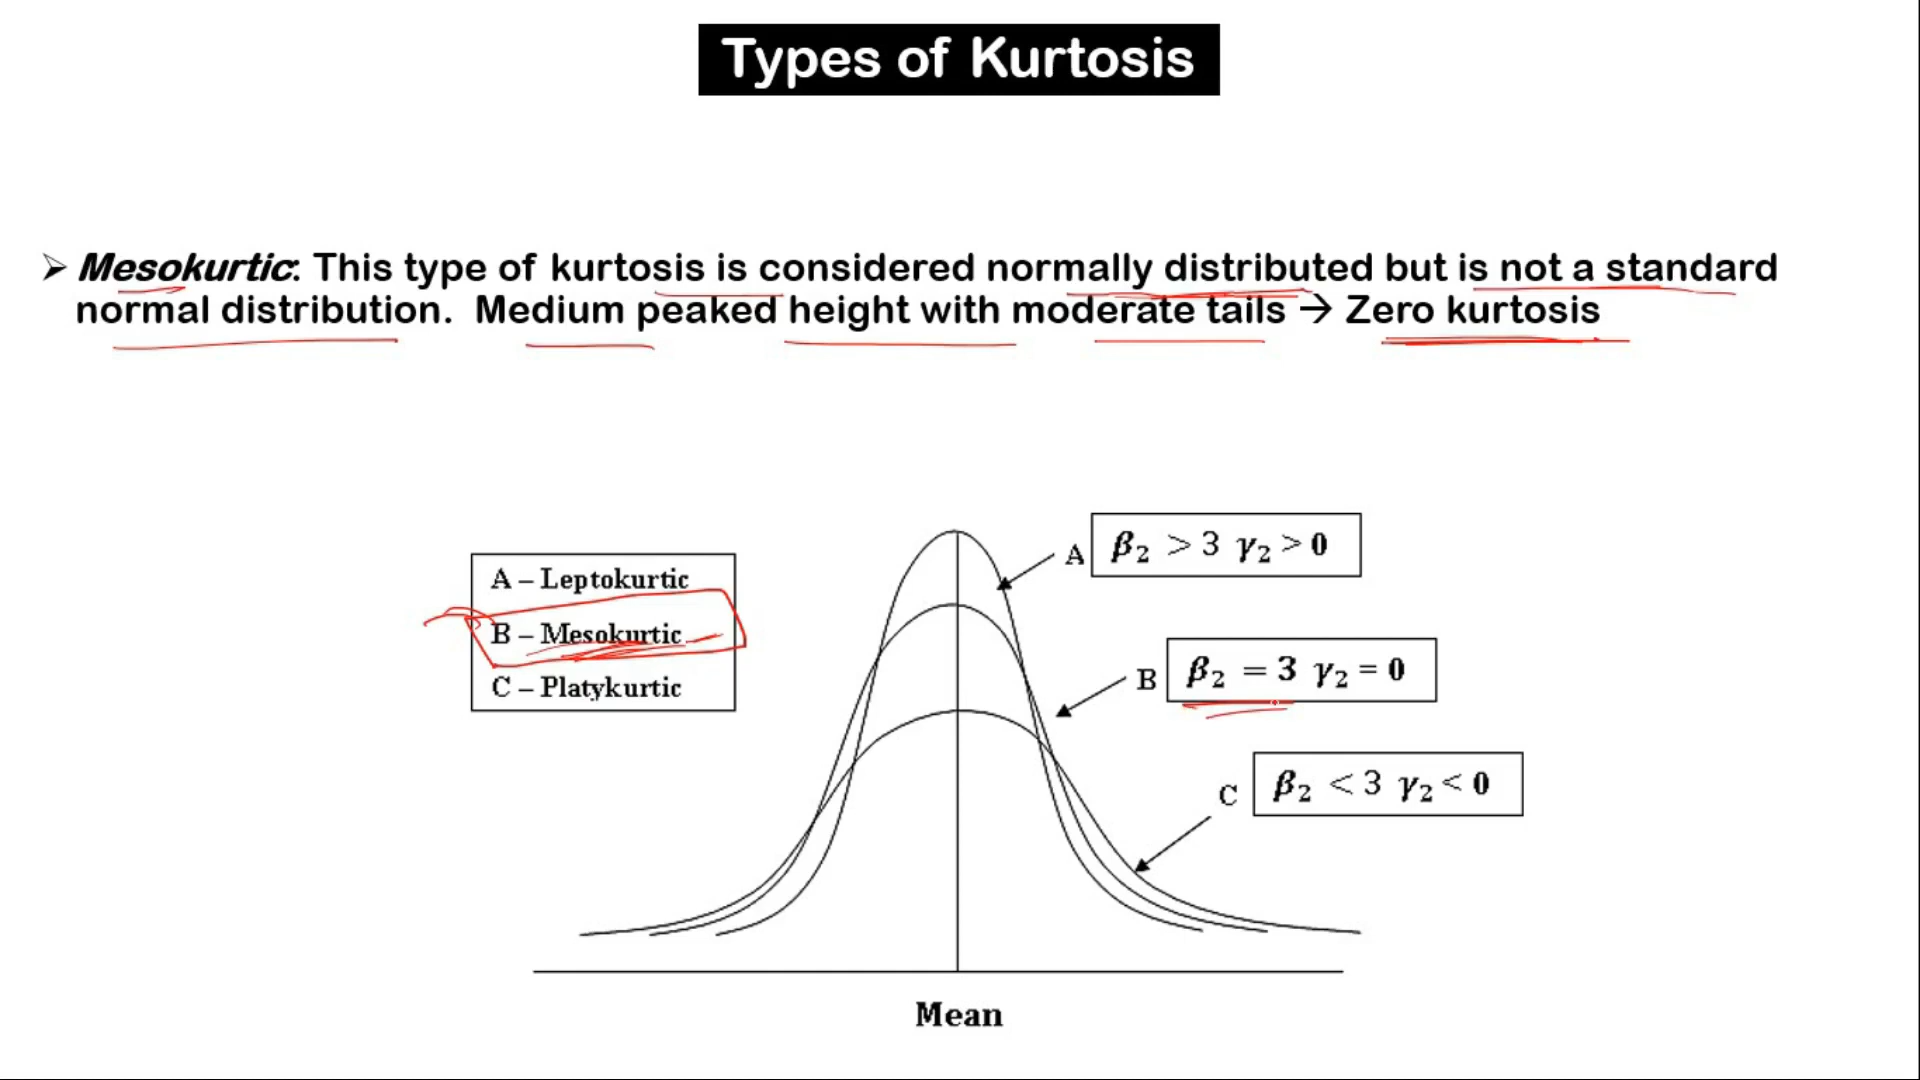 Types of Kurtosis
➢ Mesokurtic: This type of kurtosis is considered normally distributed but is not a standard
normal distribution. Medium peaked height with moderate tails → Zero kurtosis
A – Leptokurtic
B – Mesokurtic
C – Platykurtic
A β₂ > 3 γ₂ > 0
B β₂ = 3 γ₂ = 0
C β₂ < 3 γ₂ < 0
Mean